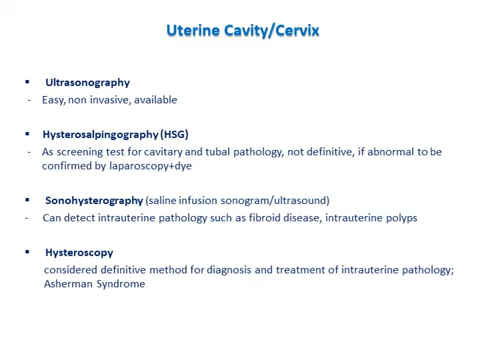 Uterine Cavity/Cervix
▪ Ultrasonography
- Easy, non invasive, available
▪ Hysterosalpingography (HSG)
- As screening test for cavitary and tubal pathology, not definitive, if abnormal to be
confirmed by laparoscopy+dye
▪ Sonohysterography (saline infusion sonogram/ultrasound)
- Can detect intrauterine pathology such as fibroid disease, intrauterine polyps
▪ Hysteroscopy
considered definitive method for diagnosis and treatment of intrauterine pathology;
Asherman Syndrome